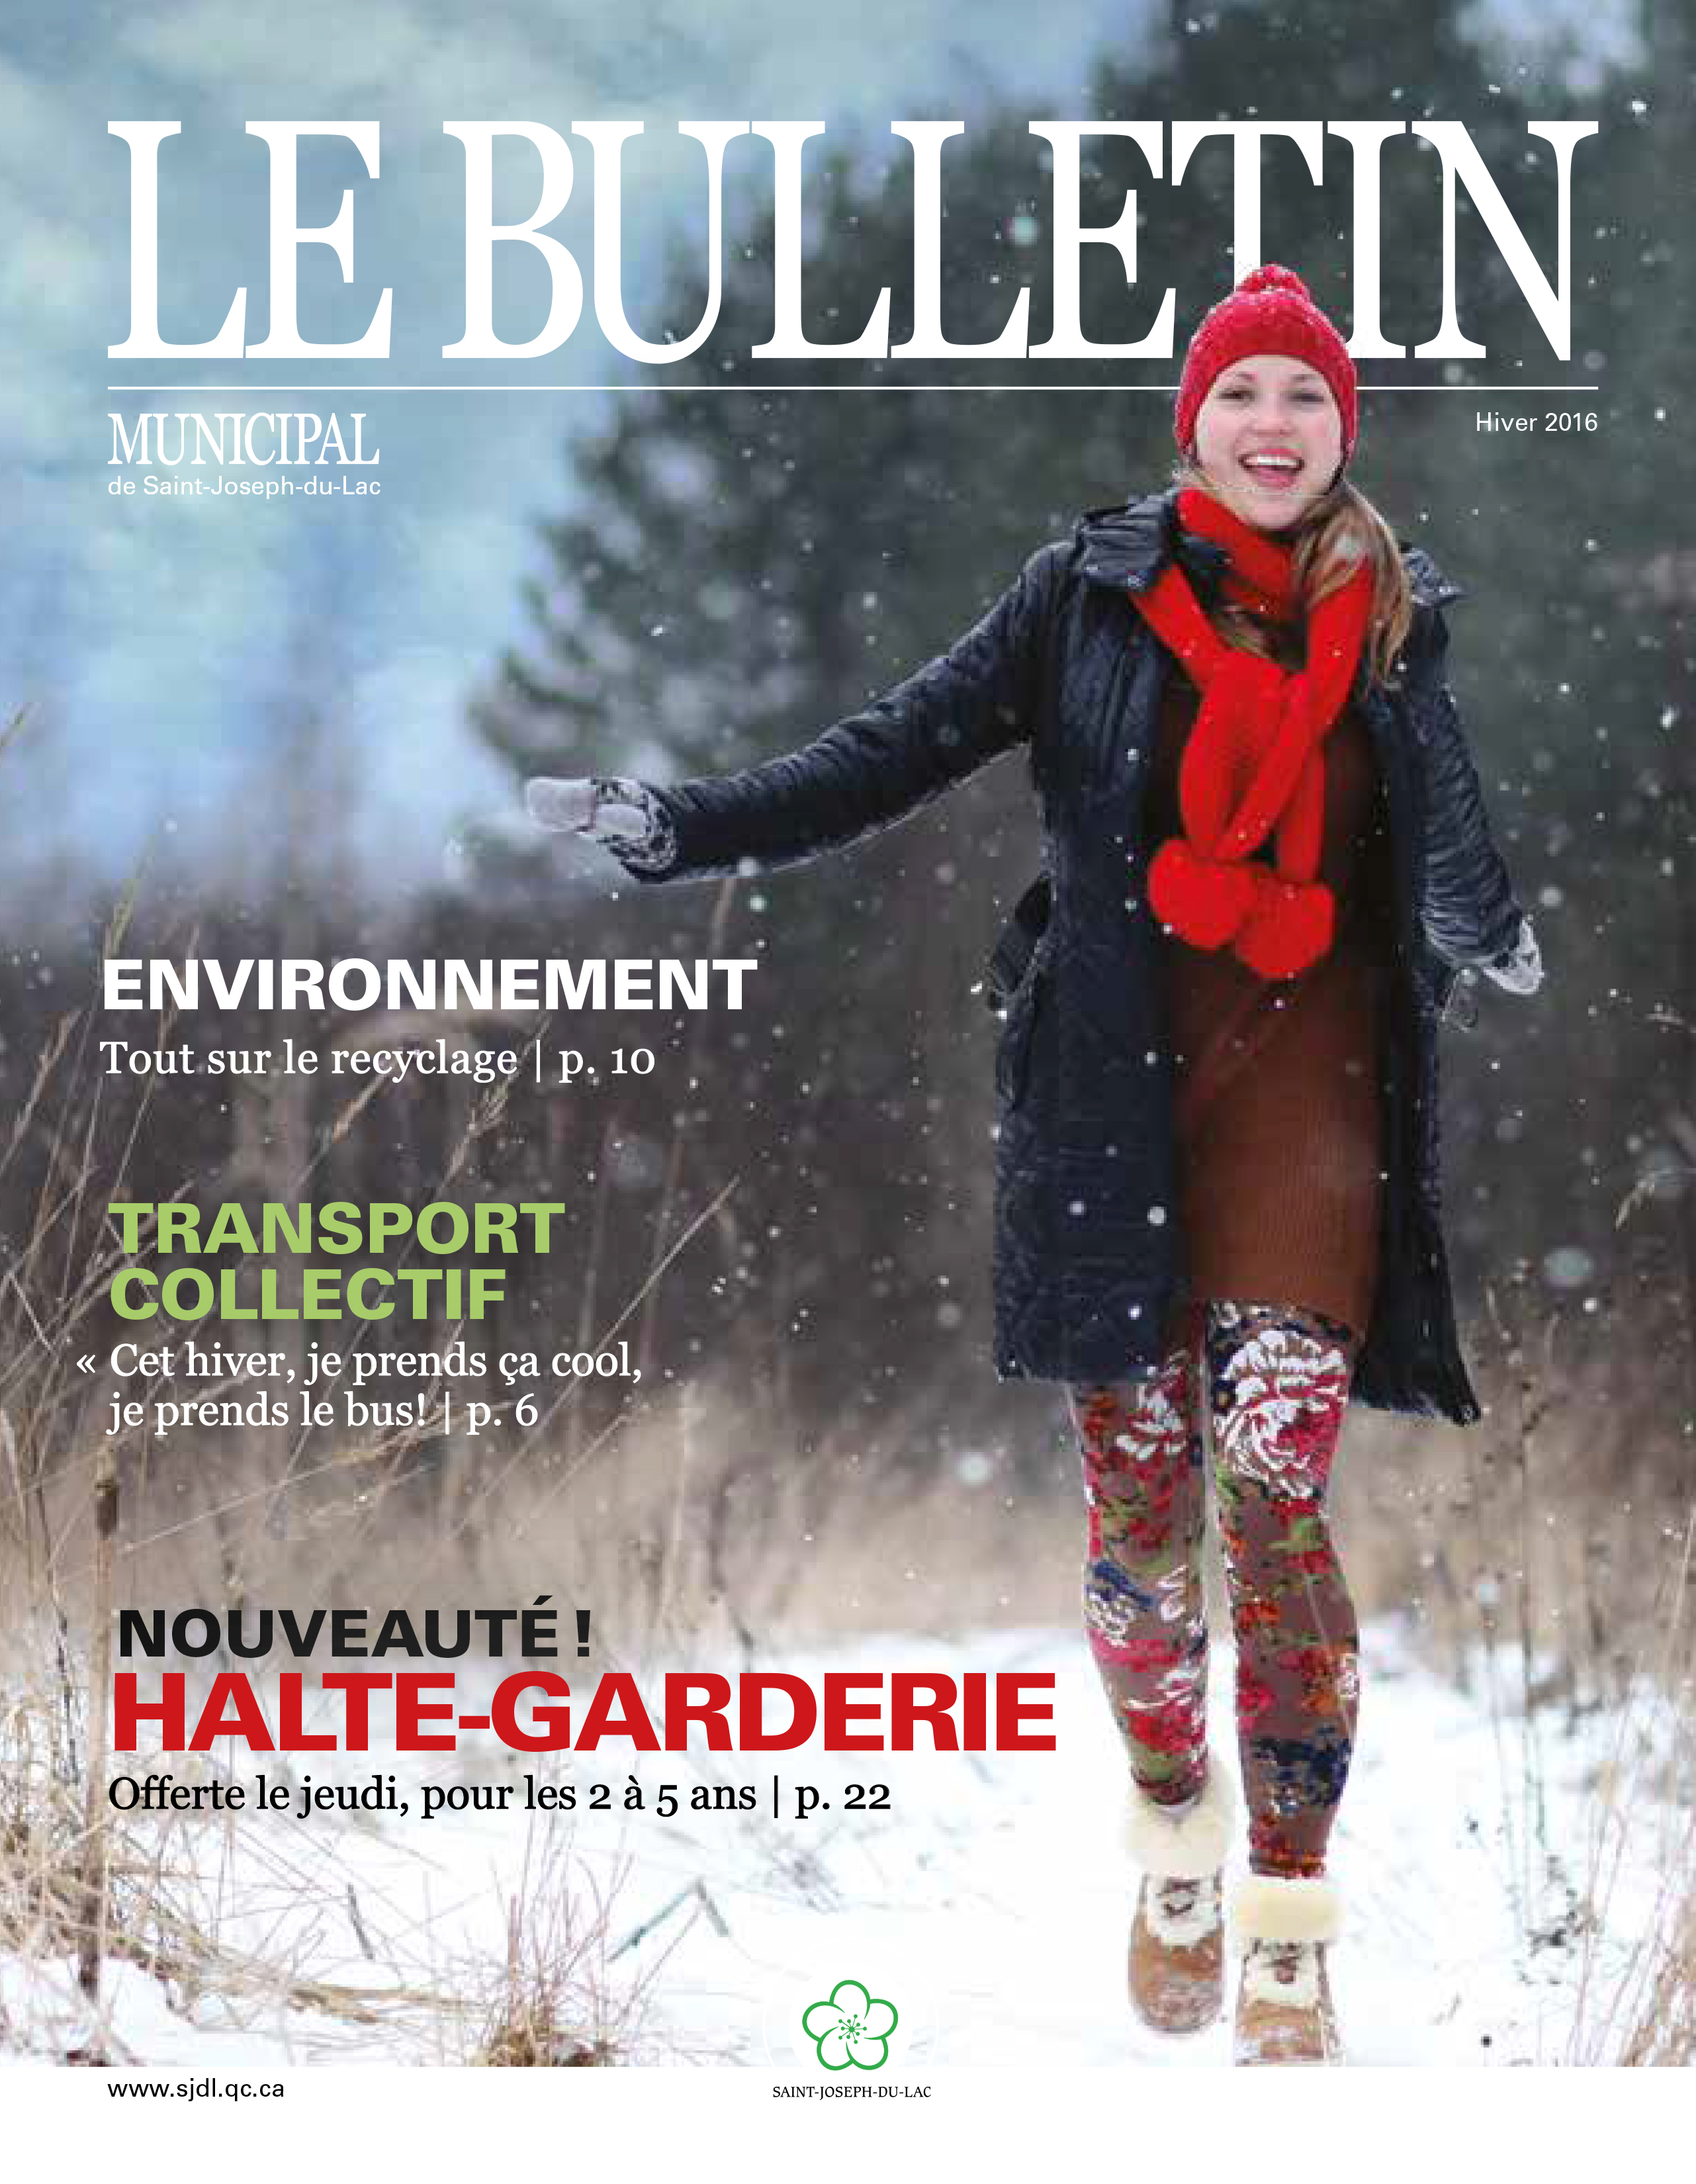 LE BULLETIN
MUNICIPAL
de Saint-Joseph-du-Lac
Hiver 2016
ENVIRONNEMENT
Tout sur le recyclage | p. 10
TRANSPORT
COLLECTIF
« Cet hiver, je prends ça cool,
je prends le bus! | p. 6
NOUVEAUTÉ !
HALTE-GARDERIE
Offerte le jeudi, pour les 2 à 5 ans | p. 22
www.sjdl.qc.ca
SAINT-JOSEPH-DU-LAC